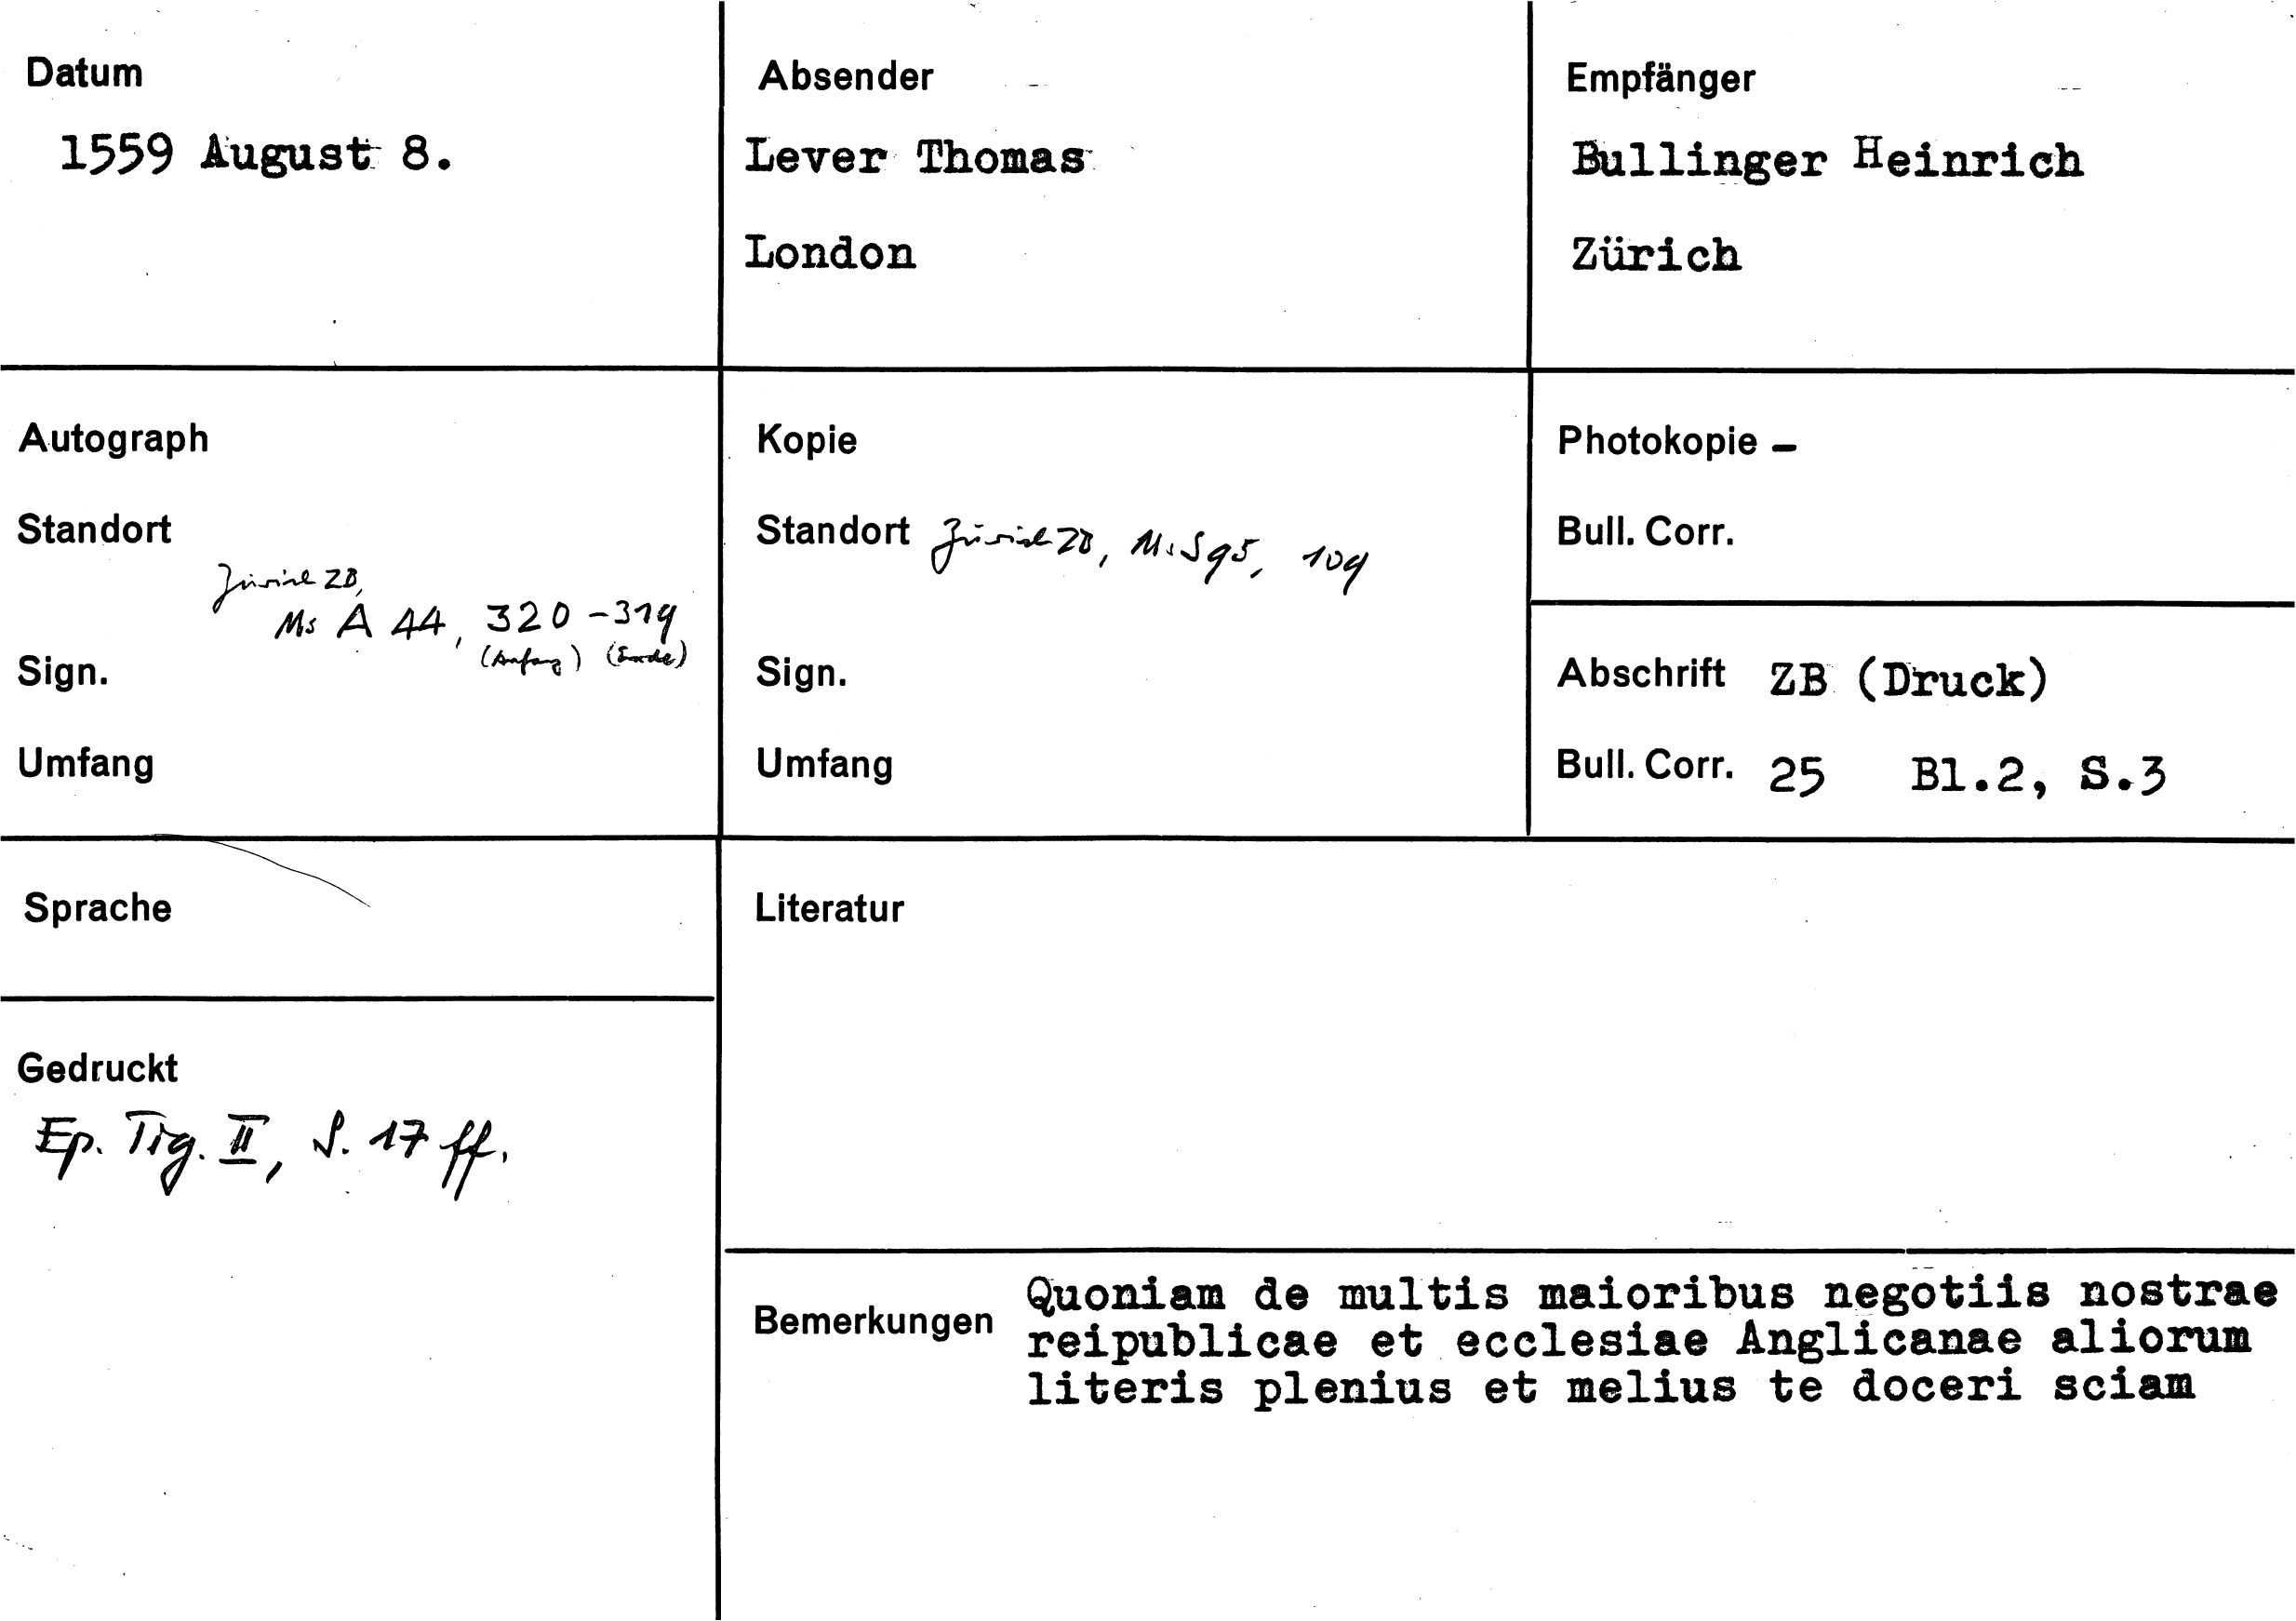 Datum
1559 August 8.
Absender
Lever Thomas
London
Empfänger
Bullinger Heinrich
Zürich
Autograph
Standort
Zürich ZB,
Ms A 44, 320-319
(Anfang) (Ende)
Sign.
Umfang
Kopie
Standort Zürich ZB, Ms S 95, 109
Sign.
Umfang
Photokopie –
Bull. Corr.
Abschrift ZB (Druck)
Bull. Corr. 25 Bl.2, S.3
Sprache
Gedruckt
Ep. Tig. II, S. 17 ff.
Literatur
Bemerkungen
Quoniam de multis maioribus negotiis nostrae
reipublicae et ecclesiae Anglicanae aliorum
literis plenius et melius te doceri sciam